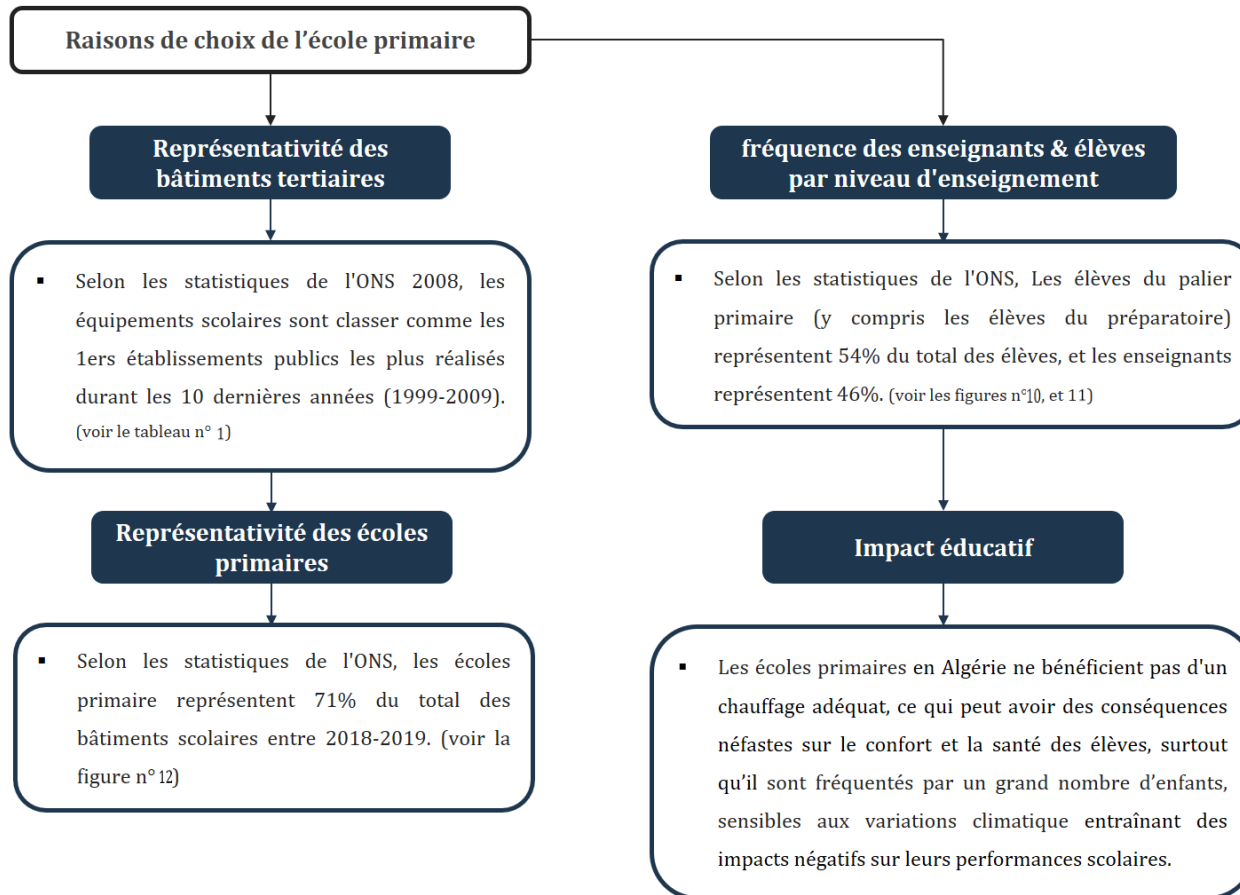 Raisons de choix de l’école primaire
Représentativité des
bâtiments tertiaires
▪ Selon les statistiques de l'ONS 2008, les
équipements scolaires sont classer comme les
1ers établissements publics les plus réalisés
durant les 10 dernières années (1999-2009).
(voir le tableau n° 1)
Représentativité des écoles
primaires
▪ Selon les statistiques de l'ONS, les écoles
primaire représentent 71% du total des
bâtiments scolaires entre 2018-2019. (voir la
figure n° 12)
fréquence des enseignants & élèves
par niveau d'enseignement
▪ Selon les statistiques de l'ONS, Les élèves du palier
primaire (y compris les élèves du préparatoire)
représentent 54% du total des élèves, et les enseignants
représentent 46%. (voir les figures n°10, et 11)
Impact éducatif
▪ Les écoles primaires en Algérie ne bénéficient pas d'un
chauffage adéquat, ce qui peut avoir des conséquences
néfastes sur le confort et la santé des élèves, surtout
qu’il sont fréquentés par un grand nombre d’enfants,
sensibles aux variations climatique entraînant des
impacts négatifs sur leurs performances scolaires.